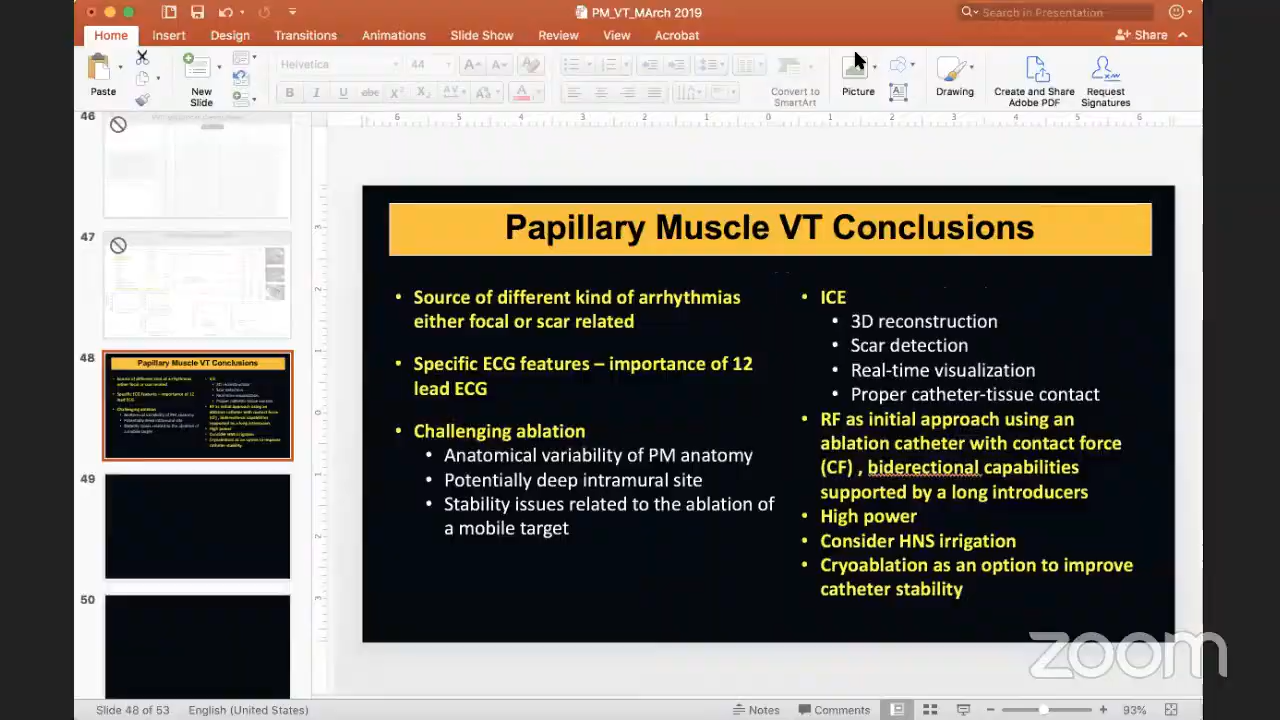 PM_VT_MArch 2019
Search in Presentation
Home Insert Design Transitions Animations Slide Show Review View Acrobat
Share
Paste
New
Slide
Helvetica 44
Convert to
SmartArt
Picture
Drawing
Create and Share
Adobe PDF
Request
Signatures
46
47
48
49
50
Papillary Muscle VT Conclusions
• Source of different kind of arrhythmias
either focal or scar related
• Specific ECG features – importance of 12
lead ECG
• Challenging ablation
• Anatomical variability of PM anatomy
• Potentially deep intramural site
• Stability issues related to the ablation of
a mobile target
• ICE
• 3D reconstruction
• Scar detection
• Real-time visualization
• Proper catheter-tissue contact
• RF as initial approach using an
ablation catheter with contact force
(CF) , biderectional capabilities
supported by a long introducers
• High power
• Consider HNS irrigation
• Cryoablation as an option to improve
catheter stability
zoom
Slide 48 of 53 English (United States) Notes Comments 93%